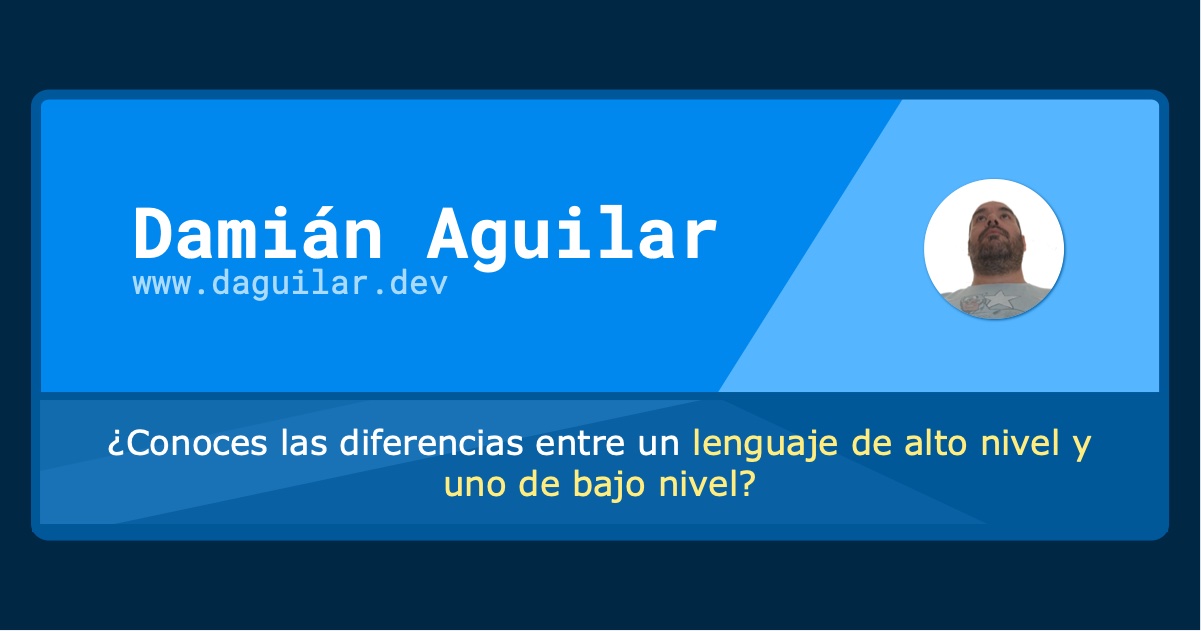 Damián Aguilar
www.daguilar.dev
¿Conoces las diferencias entre un lenguaje de alto nivel y
uno de bajo nivel?